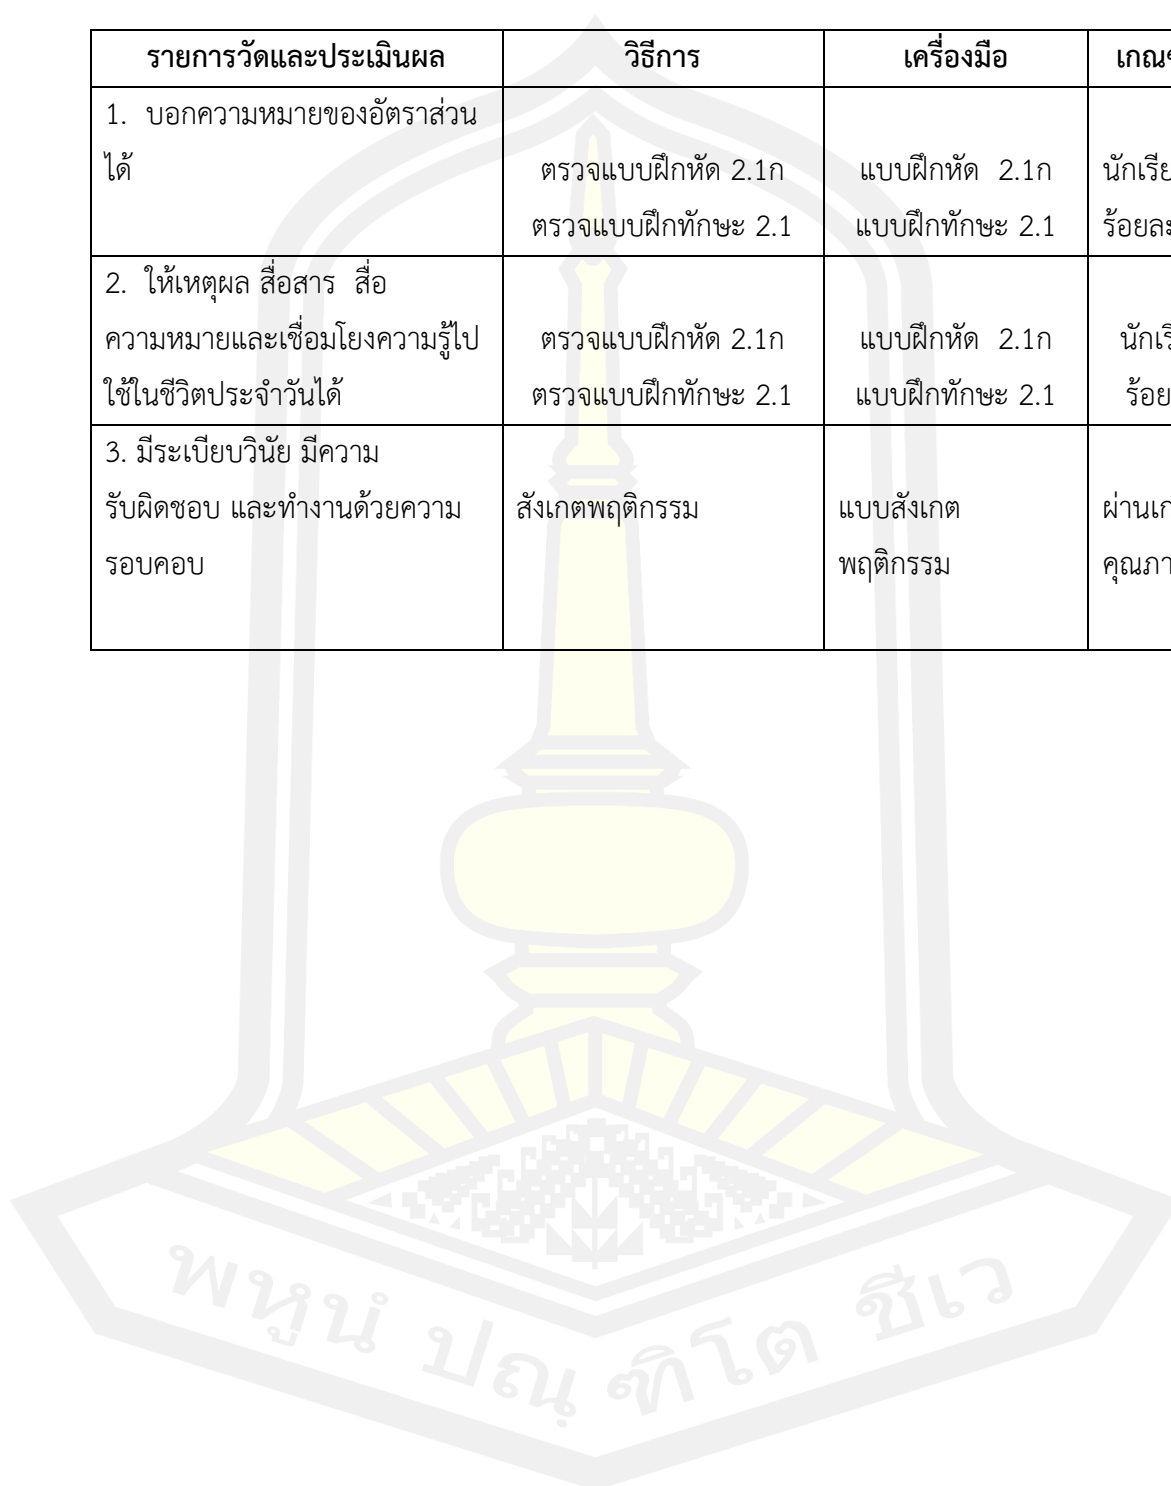 รายการวัดและประเมินผล วิธีการ เครื่องมือ
1. บอกความหมายของอัตราส่วน
ได้ ตรวจแบบฝึกหัด 2.1ก แบบฝึกหัด 2.1ก
ตรวจแบบฝึกทักษะ 2.1 แบบฝึกทักษะ 2.1
2. ให้เหตุผล สื่อสาร สื่อ
ความหมายและเชื่อมโยงความรู้ไป ตรวจแบบฝึกหัด 2.1ก แบบฝึกหัด 2.1ก
ใช้ในชีวิตประจำวันได้ ตรวจแบบฝึกทักษะ 2.1 แบบฝึกทักษะ 2.1
3. มีระเบียบวินัย มีความ
รับผิดชอบ และทำงานด้วยความ สังเกตพฤติกรรม แบบสังเกต
รอบคอบ พฤติกรรม
พหูนํ ปณฺ ฑิโต ชีเว